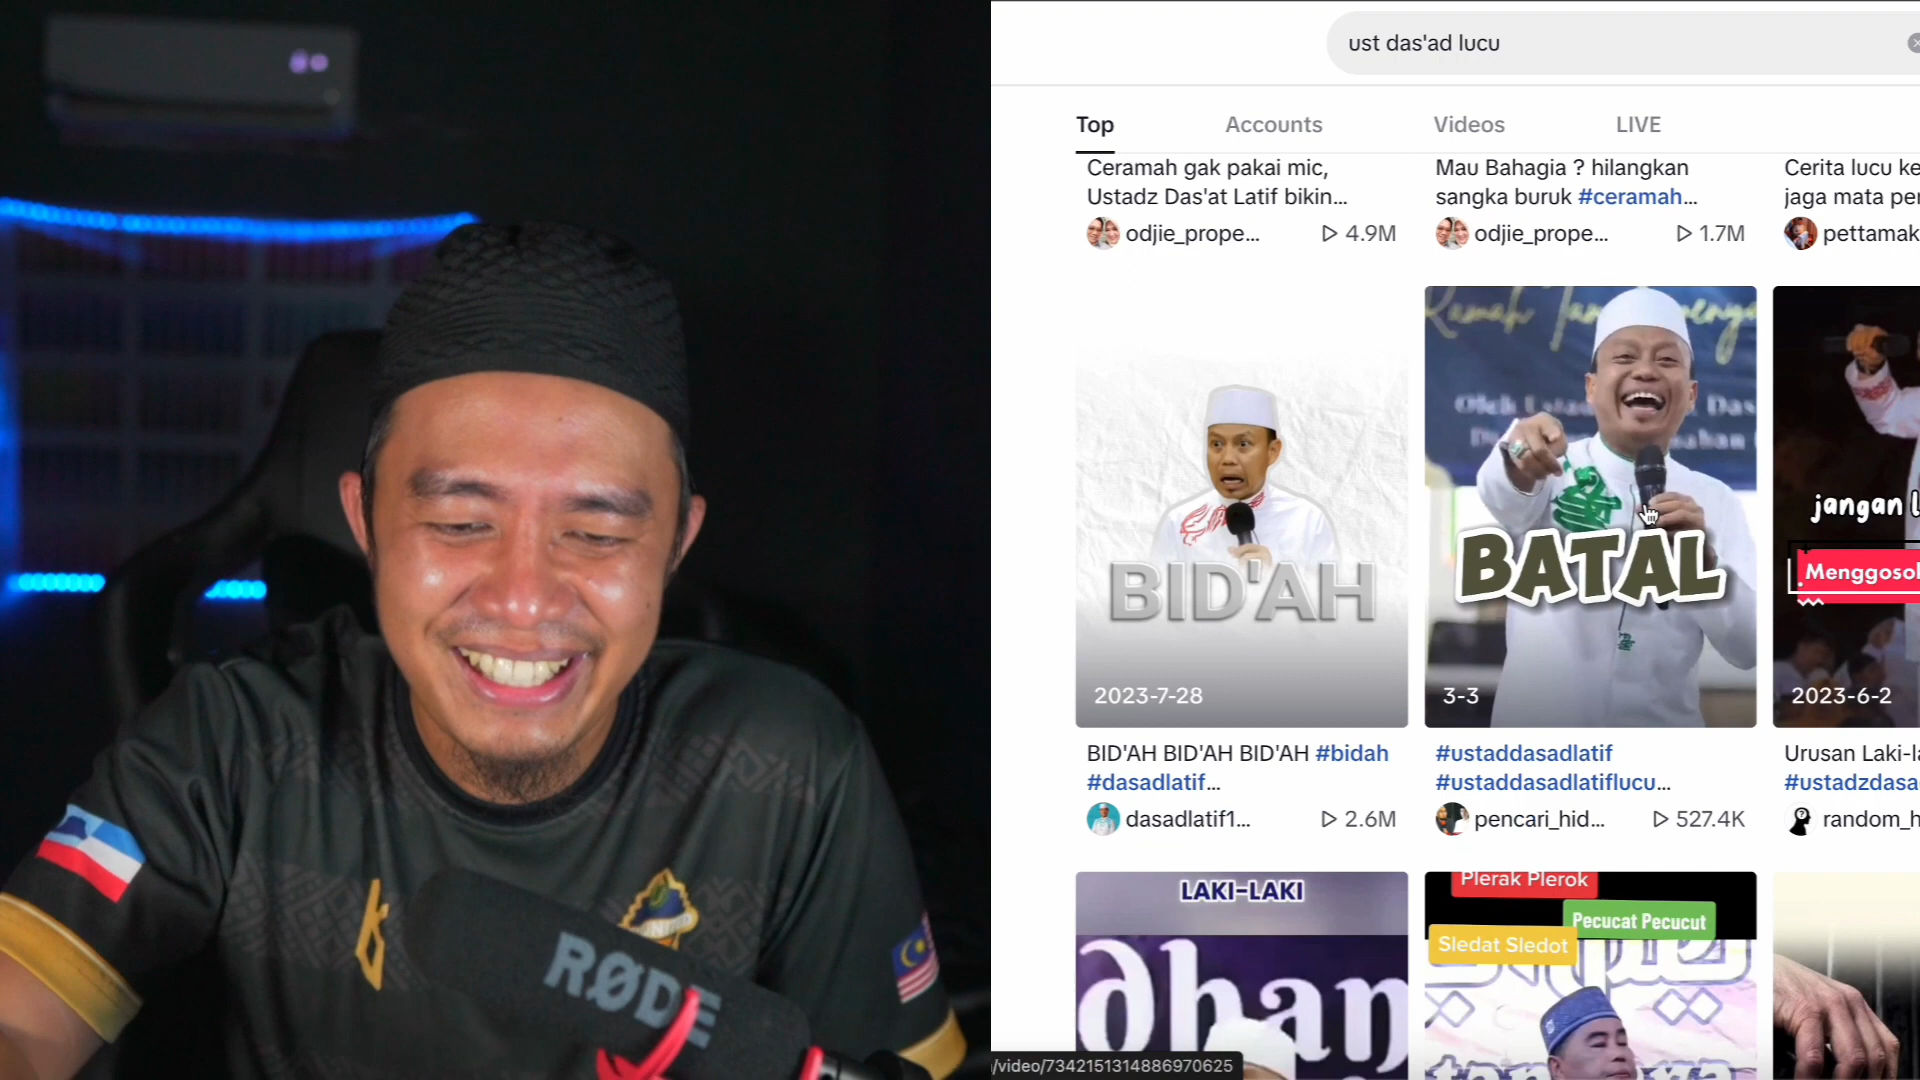 ust das'ad lucu
Top
Accounts
Videos
LIVE
Ceramah gak pakai mic,
Ustadz Das'at Latif bikin...
odjie_prope...
4.9M
Mau Bahagia ? hilangkan
sangka buruk #ceramah...
odjie_prope...
1.7M
Cerita lucu ke
jaga mata per
pettamak
BID'AH
2023-7-28
BATAL
3-3
jangan l
Menggosol
2023-6-2
BID'AH BID'AH BID'AH #bidah
#dasadlatif...
dasadlatif1...
2.6M
#ustaddasadlatif
#ustaddasadlatiflucu...
pencari_hid...
527.4K
Urusan Laki-la
#ustadzdasa
random_h
LAKI-LAKI
dhan
Plerak Plerok
Pecucat Pecucut
Sledat Sledot
/video/7342151314886970625
RØDE